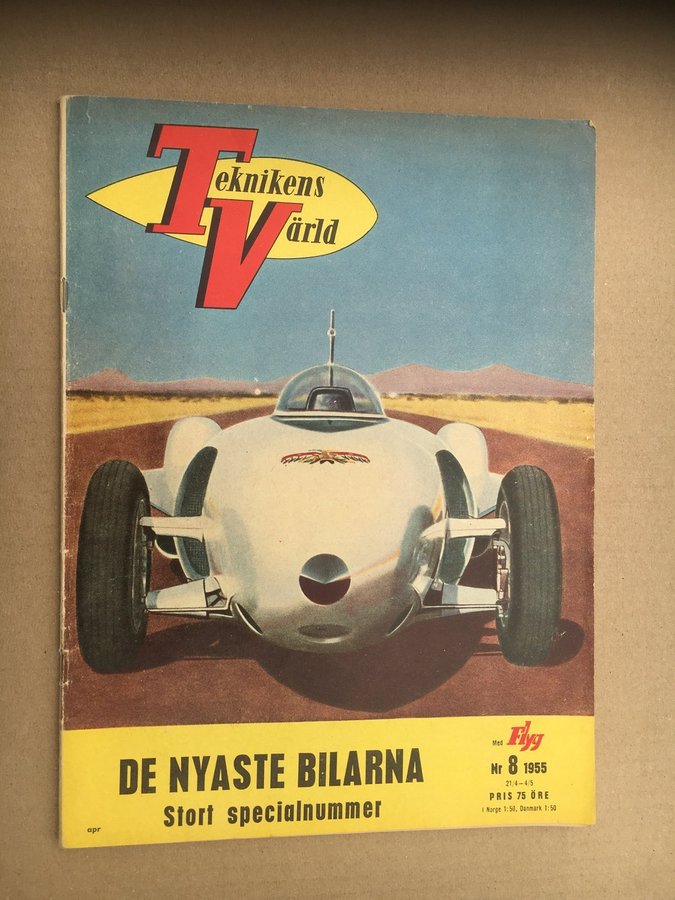 Teknikens
Värld
DE NYASTE BILARNA
Stort specialnummer
apr
Med Flyg
Nr 8 1955
21/4–4/5
PRIS 75 ÖRE
I Norge 1:50, Danmark 1:50